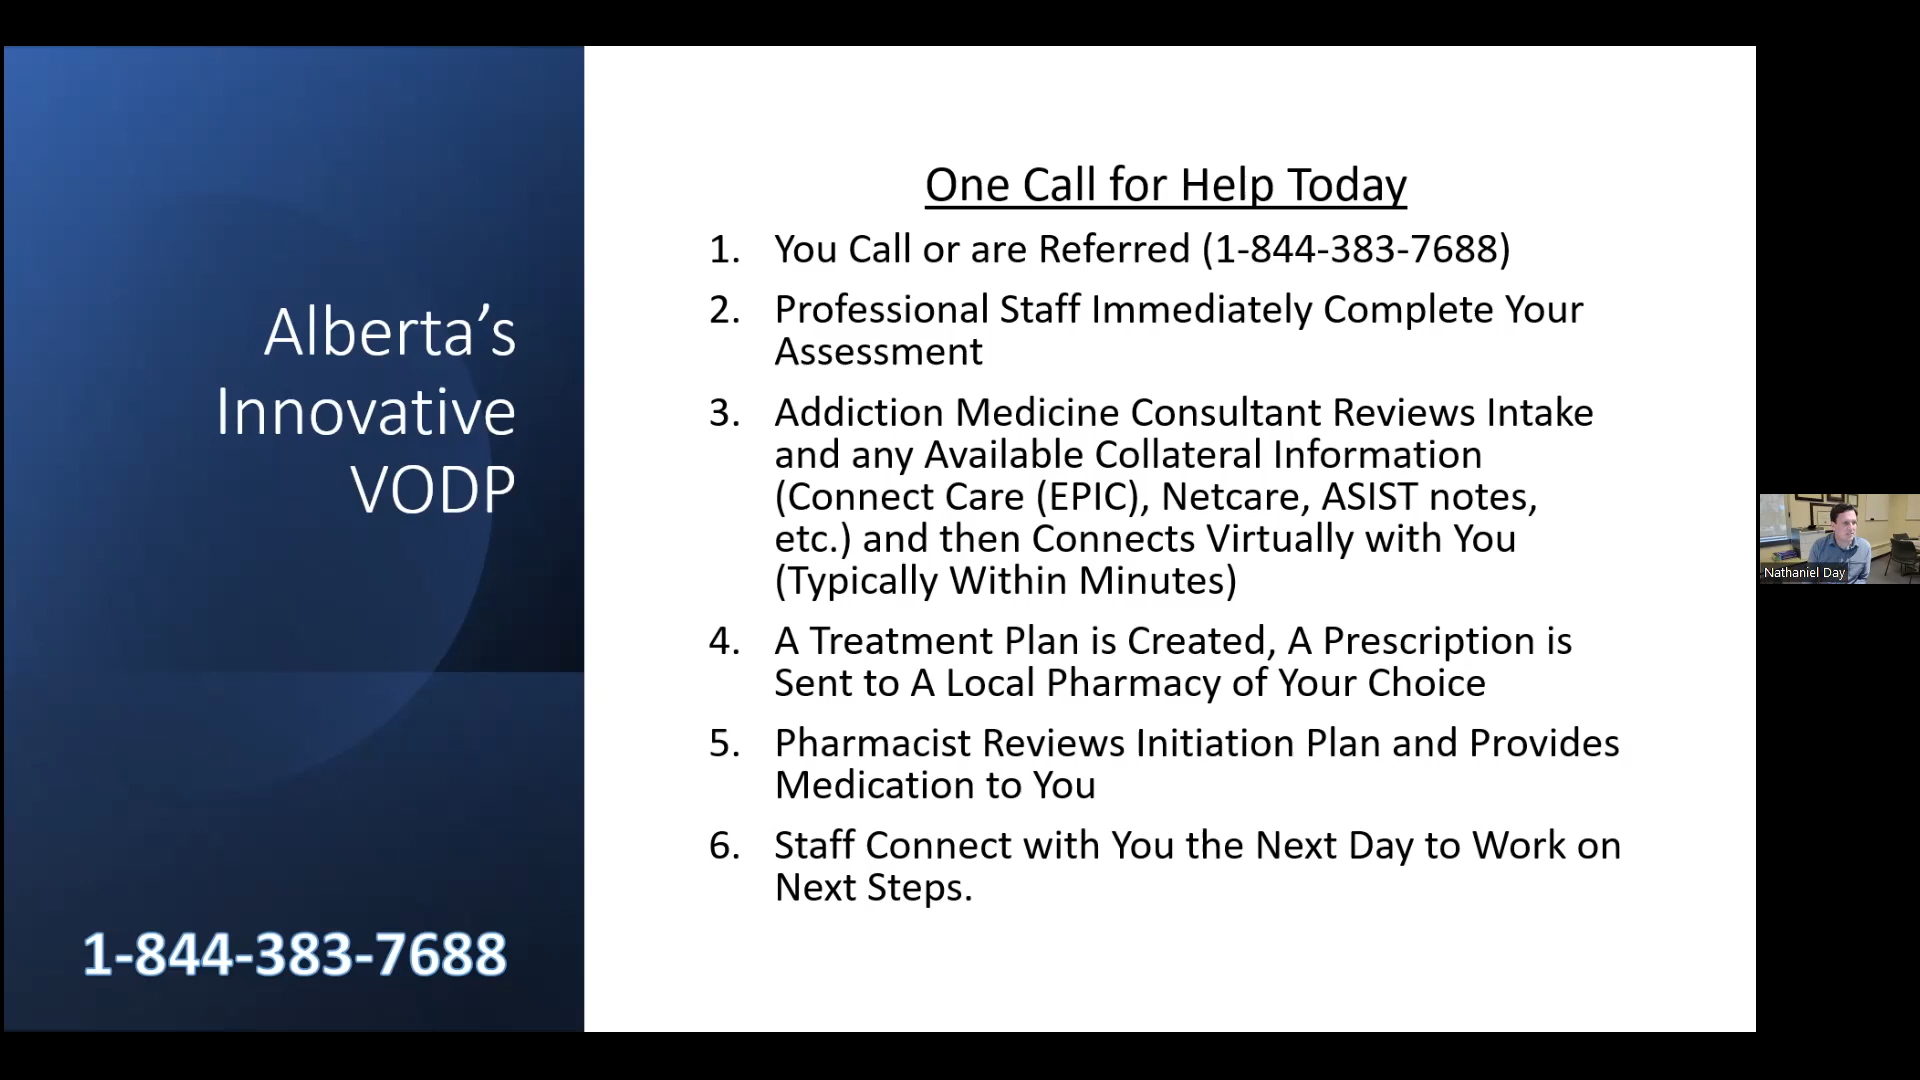 Alberta’s
Innovative
VODP
1-844-383-7688
One Call for Help Today
1. You Call or are Referred (1-844-383-7688)
2. Professional Staff Immediately Complete Your
Assessment
3. Addiction Medicine Consultant Reviews Intake
and any Available Collateral Information
(Connect Care (EPIC), Netcare, ASIST notes,
etc.) and then Connects Virtually with You
(Typically Within Minutes)
4. A Treatment Plan is Created, A Prescription is
Sent to A Local Pharmacy of Your Choice
5. Pharmacist Reviews Initiation Plan and Provides
Medication to You
6. Staff Connect with You the Next Day to Work on
Next Steps.
Nathaniel Day